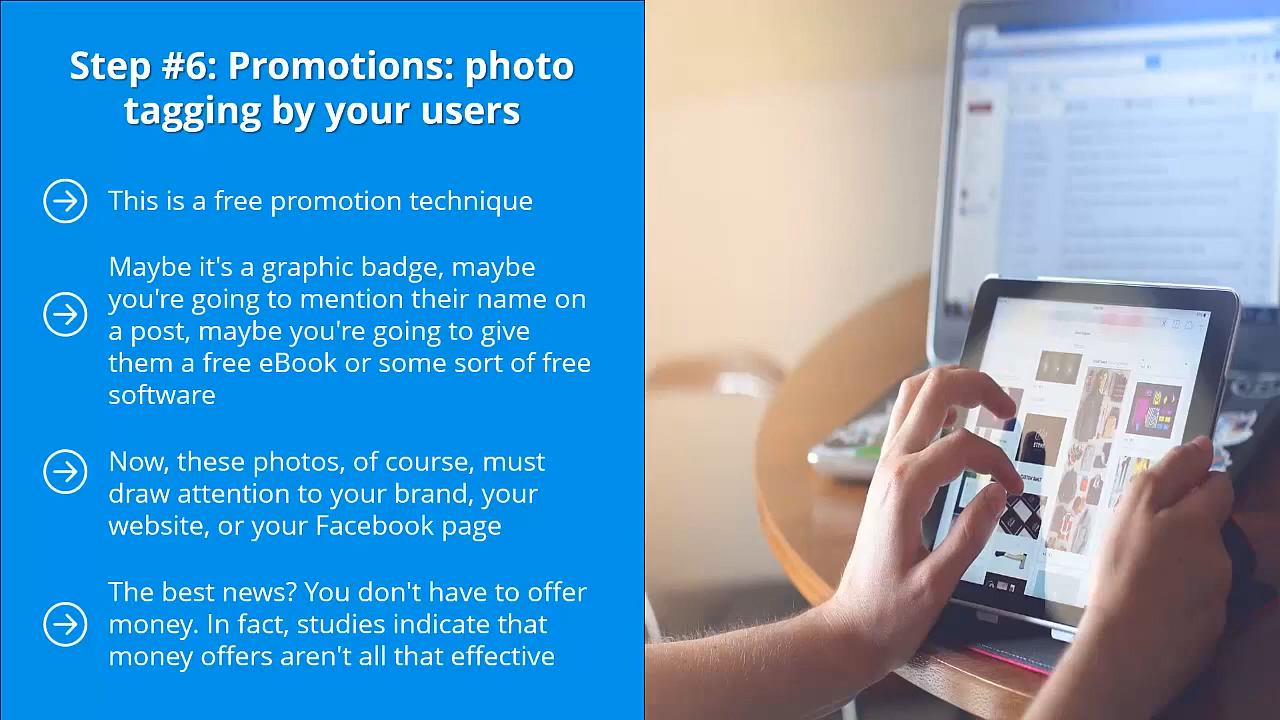 Step #6: Promotions: photo
tagging by your users
This is a free promotion technique
Maybe it's a graphic badge, maybe
you're going to mention their name on
a post, maybe you're going to give
them a free eBook or some sort of free
software
Now, these photos, of course, must
draw attention to your brand, your
website, or your Facebook page
The best news? You don't have to offer
money. In fact, studies indicate that
money offers aren't all that effective